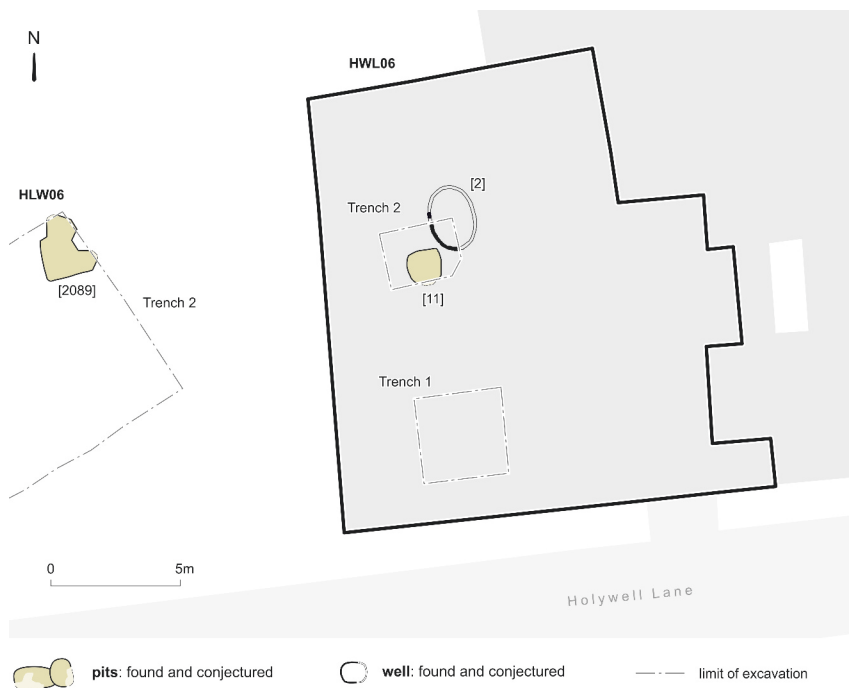 N
HWL06
[2]
HLW06
Trench 2
[2089]
[11]
Trench 2
Trench 1
0 5m
Holywell Lane
pits: found and conjectured
well: found and conjectured
limit of excavation